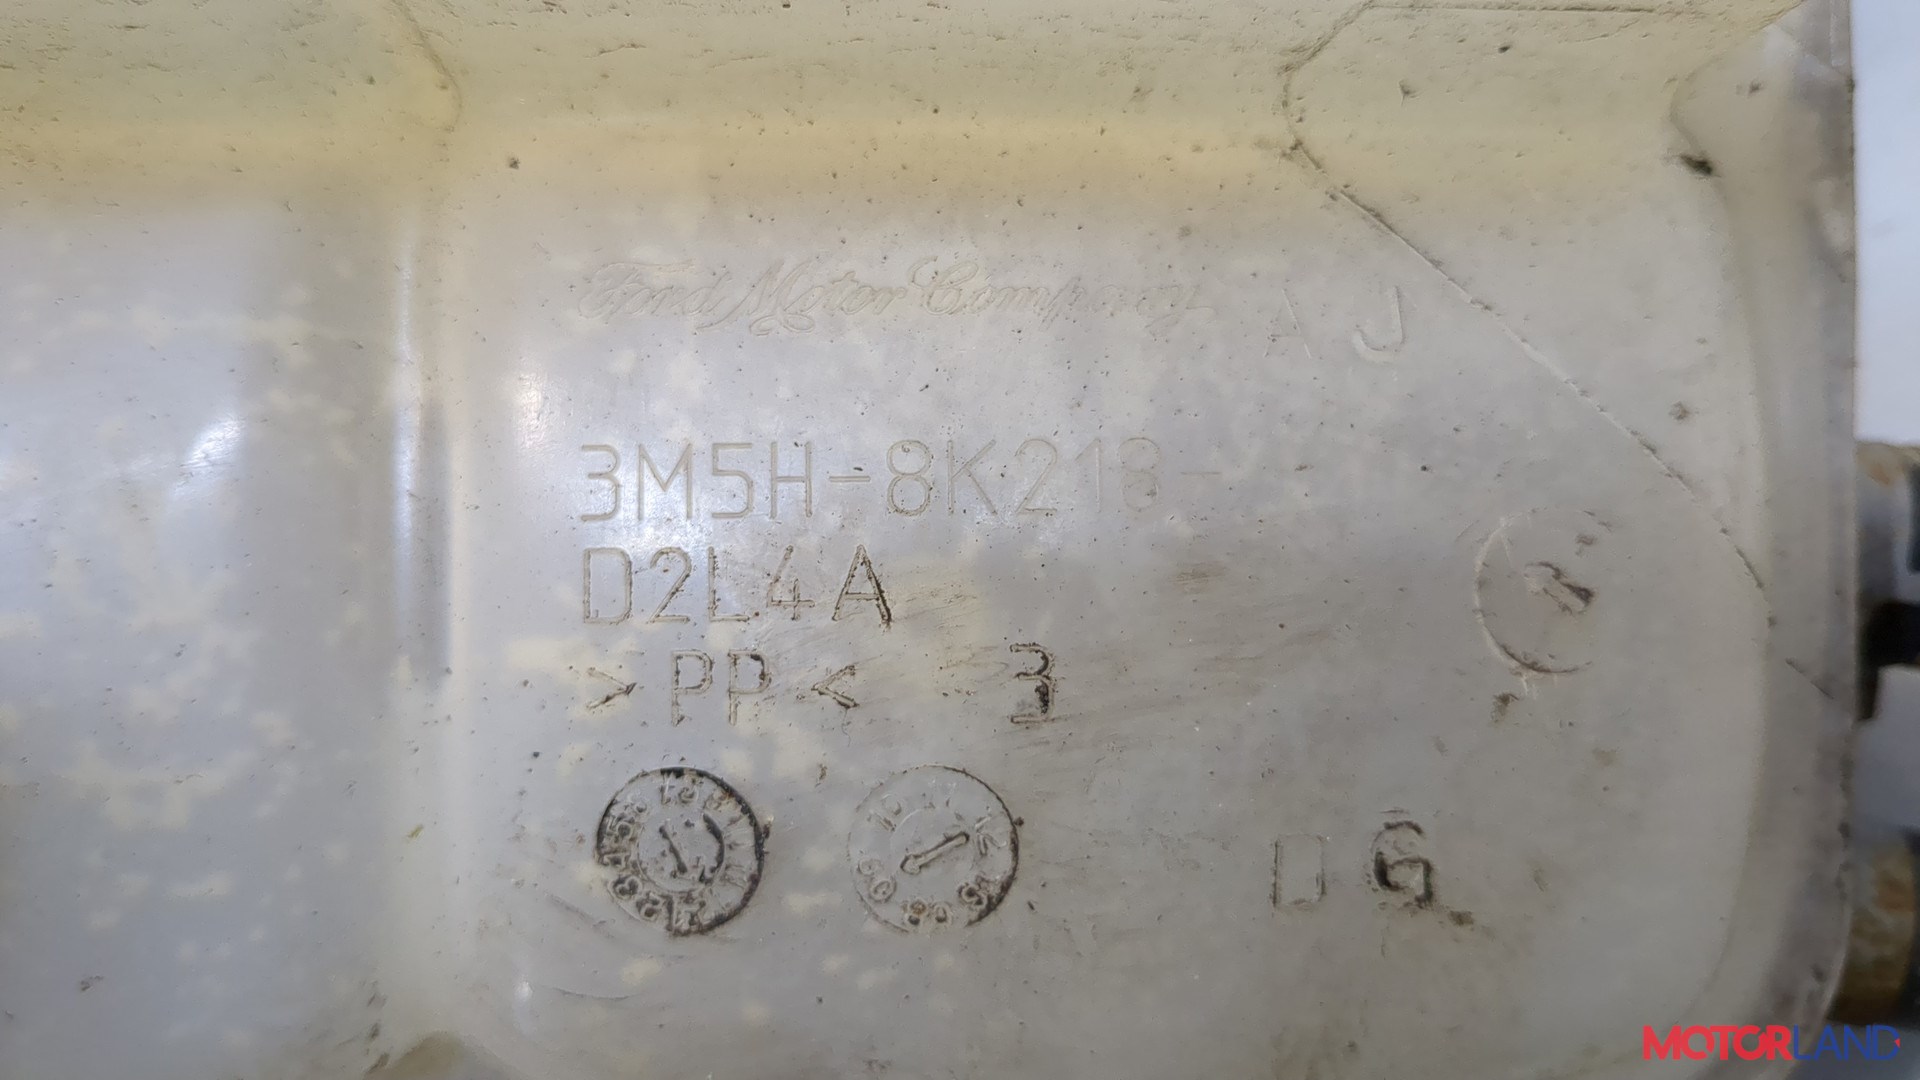 Ford Motor Company AJ
3M5H-8K218-
D2L4A
>PP< 3
DG
MOTORLAND